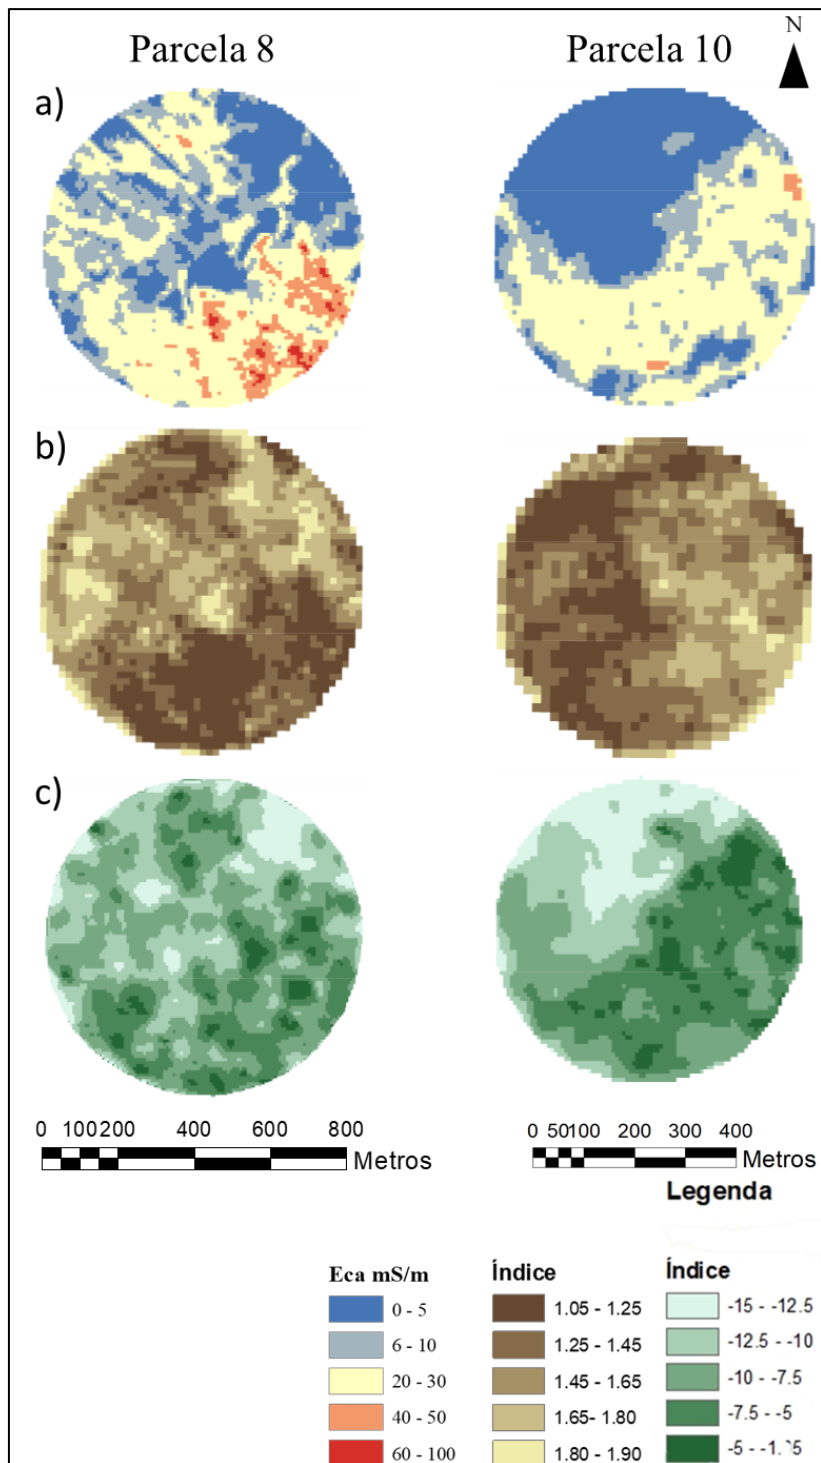 Parcela 8
Parcela 10
N
a)
b)
c)
0 100200 400 600 800
Metros
0 50100 200 300 400
Metros
Legenda
Eca mS/m
0 - 5
6 - 10
20 - 30
40 - 50
60 - 100
Índice
1.05 - 1.25
1.25 - 1.45
1.45 - 1.65
1.65- 1.80
1.80 - 1.90
Índice
-15 - -12.5
-12.5 - -10
-10 - -7.5
-7.5 - -5